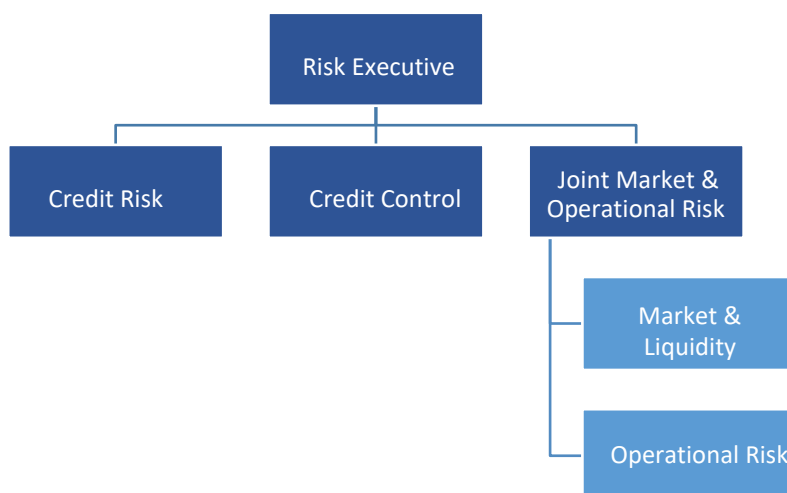 Risk Executive
Credit Risk
Credit Control
Joint Market &
Operational Risk
Market &
Liquidity
Operational Risk